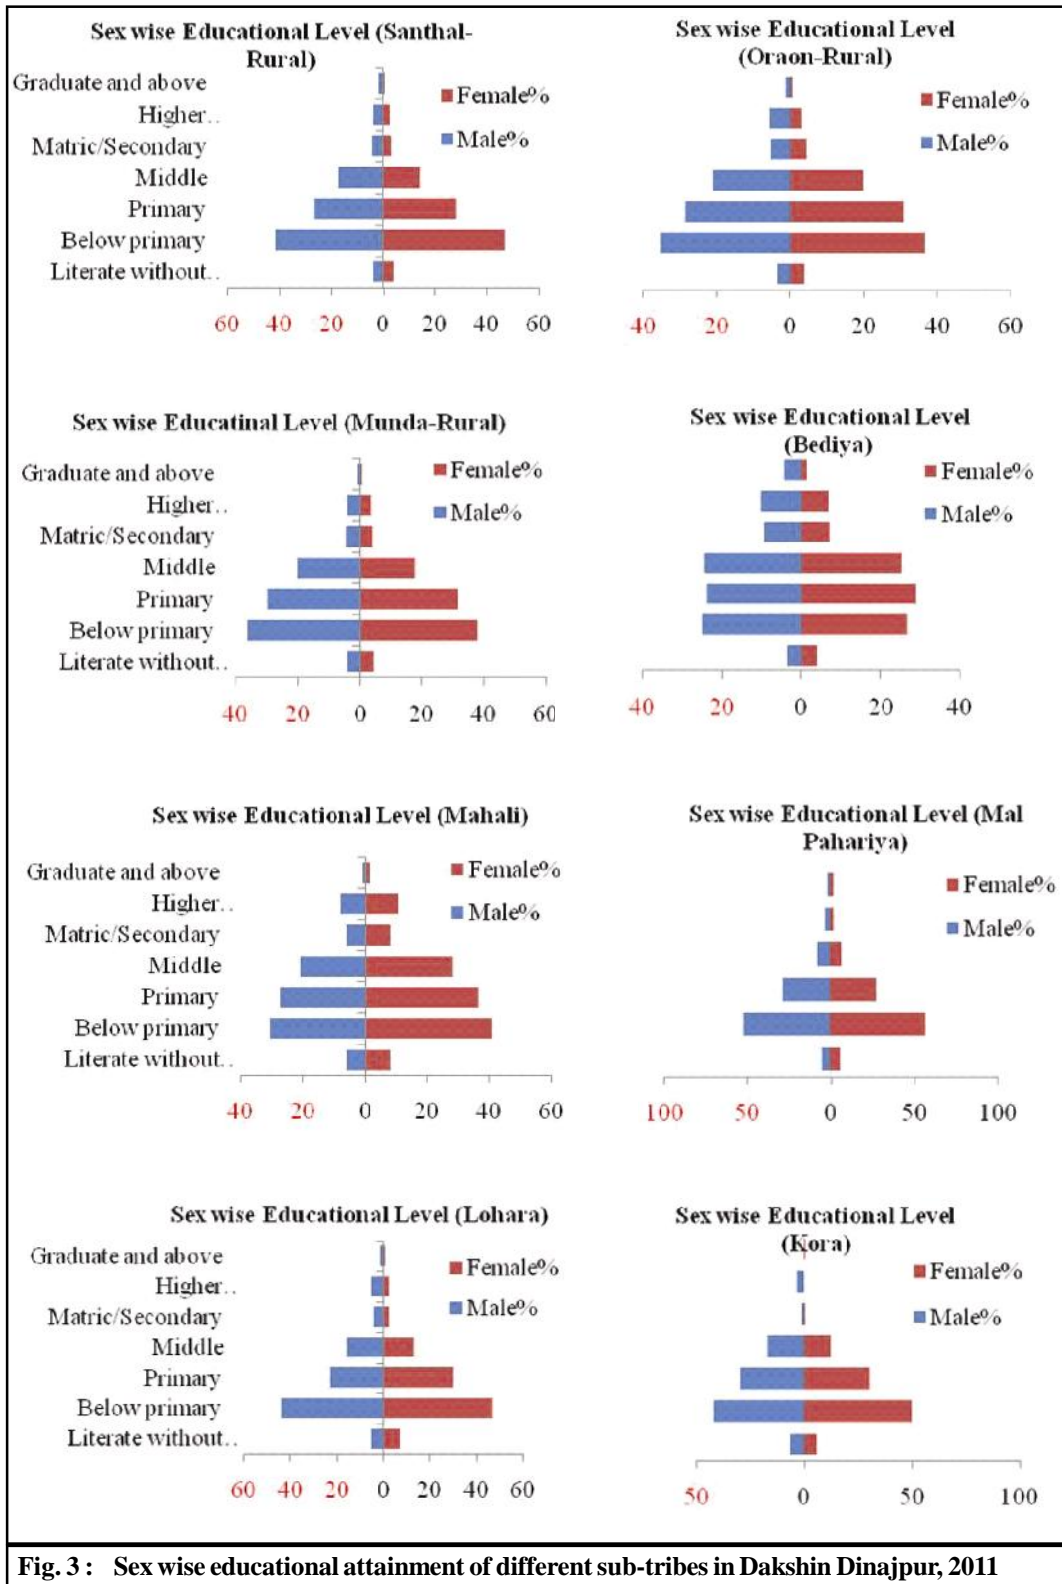 Sex wise Educational Level (Santhal-
Rural)
Graduate and above
Higher..
Matric/Secondary
Middle
Primary
Below primary
Literate without..
Female%
Male%
60 40 20 0 20 40 60
Sex wise Educational Level
(Oraon-Rural)
Female%
Male%
40 20 0 20 40 60
Sex wise Educatinal Level (Munda-Rural)
Graduate and above
Higher..
Matric/Secondary
Middle
Primary
Below primary
Literate without..
Female%
Male%
40 20 0 20 40 60
Sex wise Educational Level
(Bediya)
Female%
Male%
40 20 0 20 40
Sex wise Educational Level (Mahali)
Graduate and above
Higher..
Matric/Secondary
Middle
Primary
Below primary
Literate without..
Female%
Male%
40 20 0 20 40 60
Sex wise Educational Level (Mal
Pahariya)
Female%
Male%
100 50 0 50 100
Sex wise Educational Level (Lohara)
Graduate and above
Higher..
Matric/Secondary
Middle
Primary
Below primary
Literate without..
Female%
Male%
60 40 20 0 20 40 60
Sex wise Educational Level
(Kora)
Female%
Male%
50 0 50 100
Fig. 3 : Sex wise educational attainment of different sub-tribes in Dakshin Dinajpur, 2011